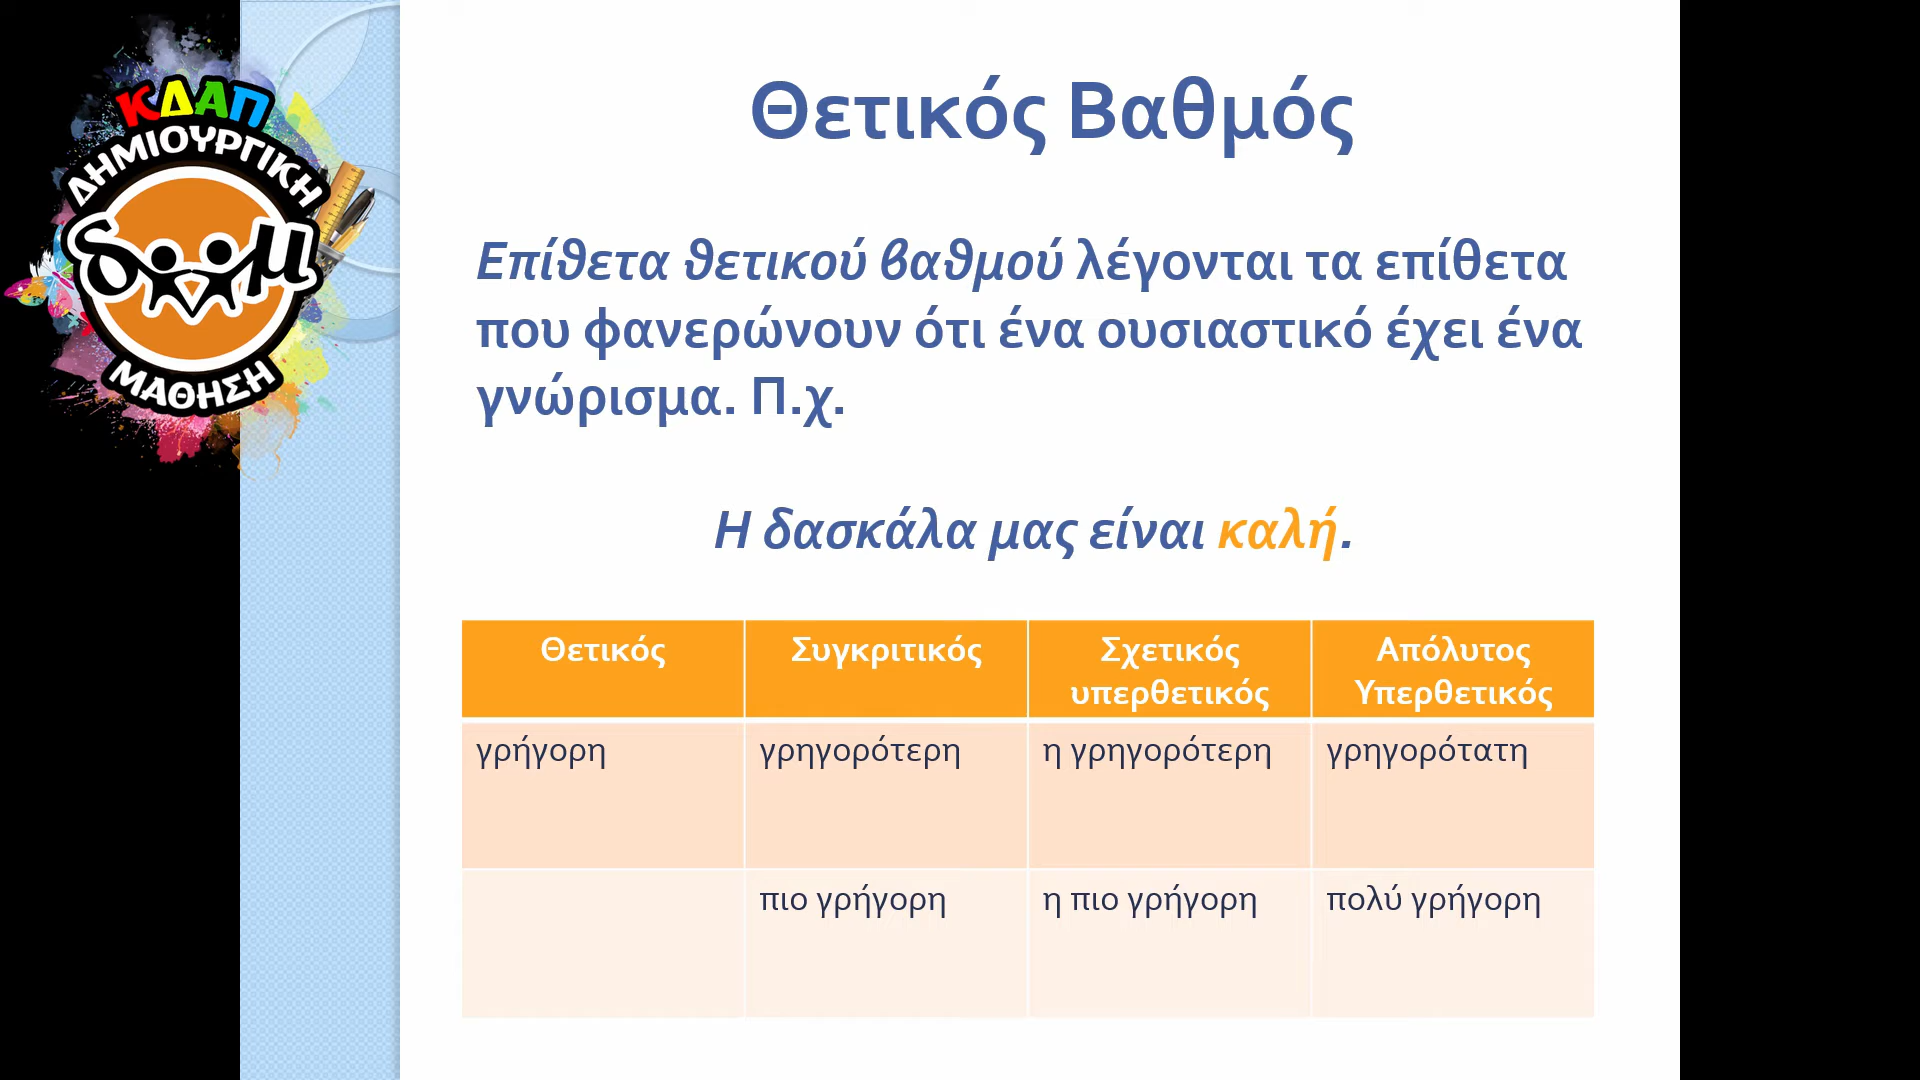 ΚΔΑΠ
ΔΗΜΙΟΥΡΓΙΚΗ
δμ
ΜΑΘΗΣΗ
Θετικός Βαθμός
Επίθετα θετικού βαθμού λέγονται τα επίθετα
που φανερώνουν ότι ένα ουσιαστικό έχει ένα
γνώρισμα. Π.χ.
Η δασκάλα μας είναι καλή.
Θετικός Συγκριτικός Σχετικός υπερθετικός Απόλυτος Υπερθετικός
γρήγορη γρηγορότερη η γρηγορότερη γρηγορότατη
πιο γρήγορη η πιο γρήγορη πολύ γρήγορη